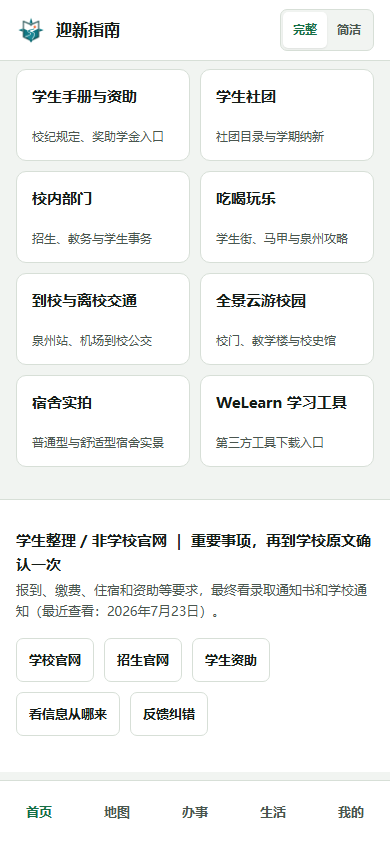 迎新指南
完整 简洁
学生手册与资助 学生社团
校纪规定、奖助学金入口 社团目录与学期纳新
校内部门 吃喝玩乐
招生、教务与学生事务 学生街、马甲与泉州攻略
到校与离校交通 全景云游校园
泉州站、机场到校公交 校门、教学楼与校史馆
宿舍实拍 WeLearn 学习工具
普通型与舒适型宿舍实景 第三方工具下载入口
学生整理 / 非学校官网 ｜ 重要事项，再到学校原文确
认一次
报到、缴费、住宿和资助等要求，最终看录取通知书和学校通
知（最近查看：2026年7月23日）。
学校官网 招生官网 学生资助
看信息从哪来 反馈纠错
首页 地图 办事 生活 我的